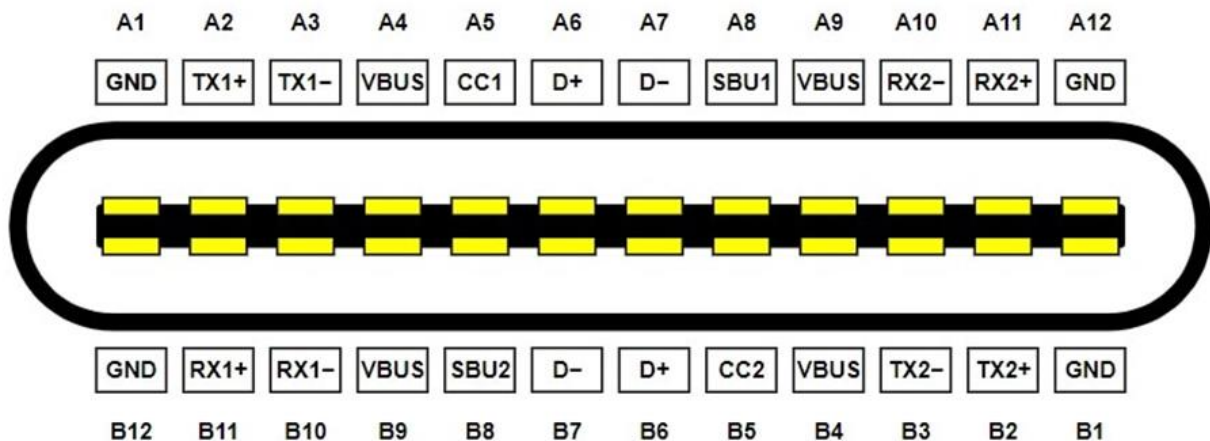 A1 A2 A3 A4 A5 A6 A7 A8 A9 A10 A11 A12
GND TX1+ TX1− VBUS CC1 D+ D− SBU1 VBUS RX2− RX2+ GND
GND RX1+ RX1− VBUS SBU2 D− D+ CC2 VBUS TX2− TX2+ GND
B12 B11 B10 B9 B8 B7 B6 B5 B4 B3 B2 B1